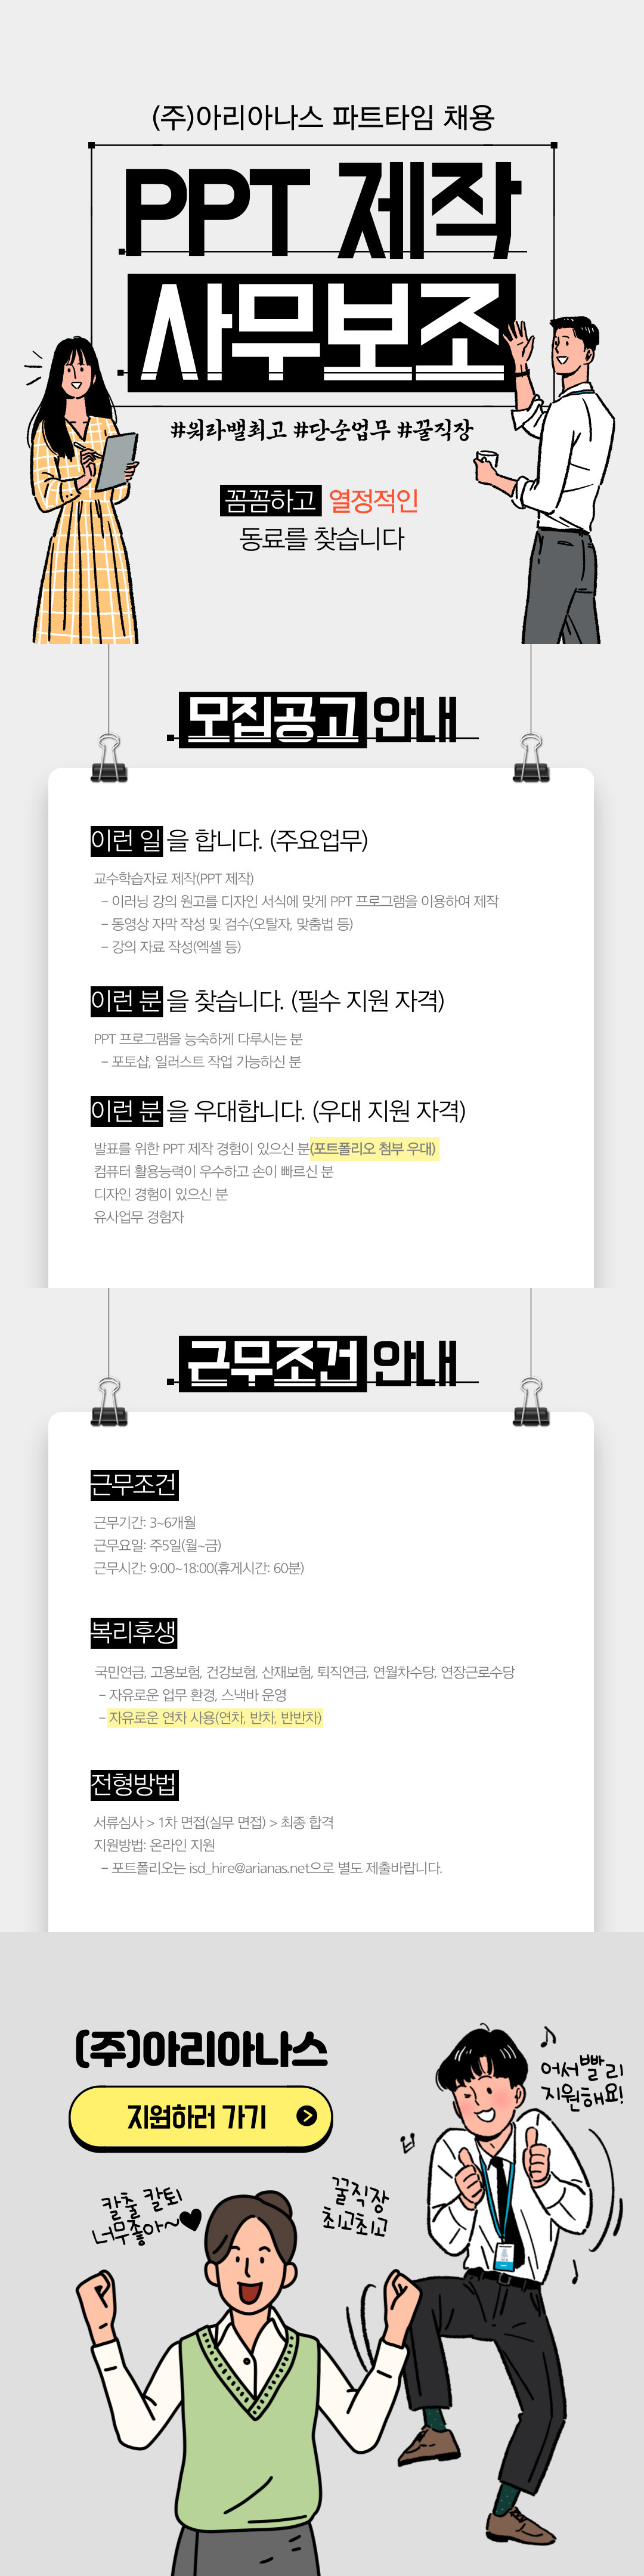 (주)아리아나스 파트타임 채용
PPT 제작
사무보조
#워라밸최고 #단순업무 #꿀직장
꼼꼼하고 열정적인
동료를 찾습니다
모집공고 안내
이런 일을 합니다. (주요업무)
교수학습자료 제작(PPT 제작)
- 이러닝 강의 원고를 디자인 서식에 맞게 PPT 프로그램을 이용하여 제작
- 동영상 자막 작성 및 검수(오탈자, 맞춤법 등)
- 강의 자료 작성(엑셀 등)
이런 분을 찾습니다. (필수 지원 자격)
PPT 프로그램을 능숙하게 다루시는 분
- 포토샵, 일러스트 작업 가능하신 분
이런 분을 우대합니다. (우대 지원 자격)
발표를 위한 PPT 제작 경험이 있으신 분(포트폴리오 첨부 우대)
컴퓨터 활용능력이 우수하고 손이 빠르신 분
디자인 경험이 있으신 분
유사업무 경험자
근무조건 안내
근무조건
근무기간: 3~6개월
근무요일: 주5일(월~금)
근무시간: 9:00~18:00(휴게시간: 60분)
복리후생
국민연금, 고용보험, 건강보험, 산재보험, 퇴직연금, 연월차수당, 연장근로수당
- 자유로운 업무 환경, 스낵바 운영
- 자유로운 연차 사용(연차, 반차, 반반차)
전형방법
서류심사 > 1차 면접(실무 면접) > 최종 합격
지원방법: 온라인 지원
- 포트폴리오는 isd_hire@arianas.net으로 별도 제출바랍니다.
(주)아리아나스
지원하러 가기
어서빨리
지원해요!
칼출 칼퇴
너무좋아~♥
꿀직장
최고최고